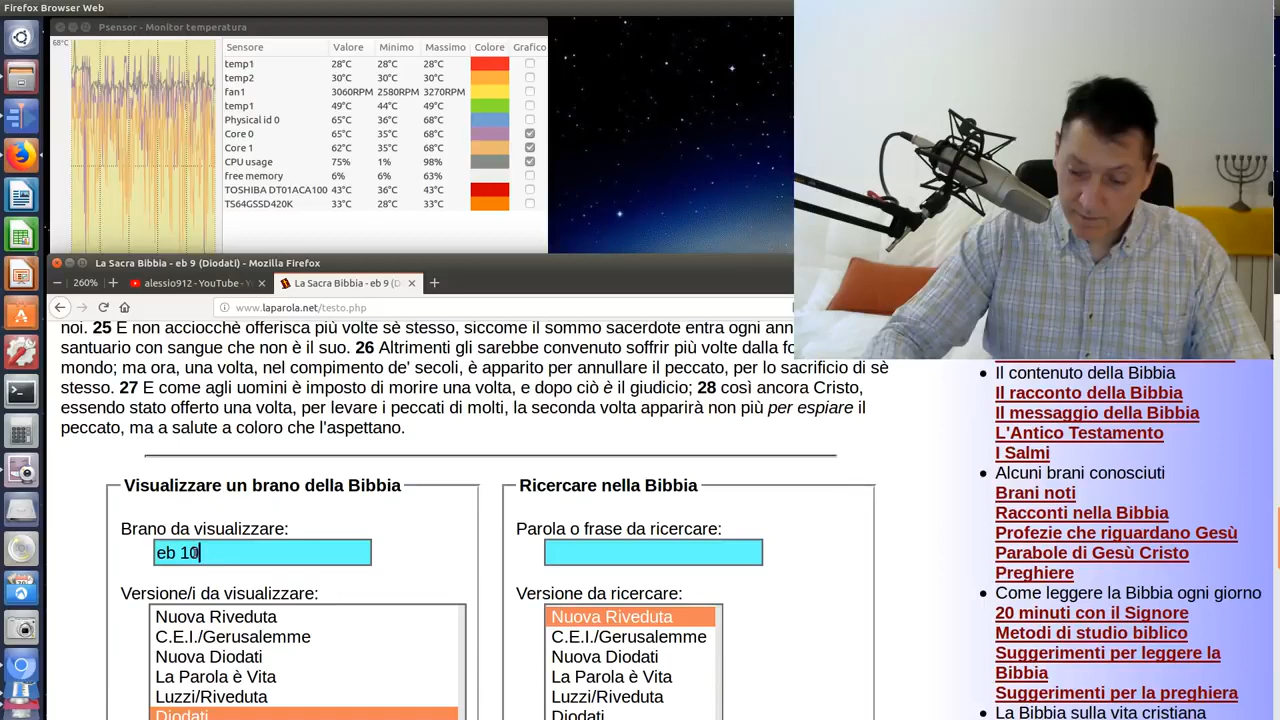 Firefox Browser Web
Psensor - Monitor temperatura
68°C
Sensore Valore Minimo Massimo Colore Grafico
temp1 28°C 28°C 28°C
temp2 30°C 30°C 30°C
fan1 3060RPM 2580RPM 3270RPM
temp1 49°C 44°C 49°C
Physical id 0 65°C 36°C 68°C
Core 0 65°C 35°C 68°C
Core 1 62°C 35°C 68°C
CPU usage 75% 1% 98%
free memory 6% 6% 63%
TOSHIBA DT01ACA100 43°C 36°C 43°C
TS64GSSD420K 33°C 28°C 33°C
La Sacra Bibbia - eb 9 (Diodati) - Mozilla Firefox
260% alessio912 - YouTube - Y La Sacra Bibbia - eb 9 (D
www.laparola.net/testo.php
noi. 25 E non acciocchè offerisca più volte sè stesso, siccome il sommo sacerdote entra ogni ann
santuario con sangue che non è il suo. 26 Altrimenti gli sarebbe convenuto soffrir più volte dalla fo
mondo; ma ora, una volta, nel compimento de' secoli, è apparito per annullare il peccato, per lo sacrificio di sè
stesso. 27 E come agli uomini è imposto di morire una volta, e dopo ciò è il giudicio; 28 così ancora Cristo,
essendo stato offerto una volta, per levare i peccati di molti, la seconda volta apparirà non più per espiare il
peccato, ma a salute a coloro che l'aspettano.
Visualizzare un brano della Bibbia
Brano da visualizzare:
eb 10
Versione/i da visualizzare:
Nuova Riveduta
C.E.I./Gerusalemme
Nuova Diodati
La Parola è Vita
Luzzi/Riveduta
Diodati
Ricercare nella Bibbia
Parola o frase da ricercare:
Versione da ricercare:
Nuova Riveduta
C.E.I./Gerusalemme
Nuova Diodati
La Parola è Vita
Luzzi/Riveduta
Diodati
Il contenuto della Bibbia
Il racconto della Bibbia
Il messaggio della Bibbia
L'Antico Testamento
I Salmi
Alcuni brani conosciuti
Brani noti
Racconti nella Bibbia
Profezie che riguardano Gesù
Parabole di Gesù Cristo
Preghiere
Come leggere la Bibbia ogni giorno
20 minuti con il Signore
Metodi di studio biblico
Suggerimenti per leggere la
Bibbia
Suggerimenti per la preghiera
La Bibbia sulla vita cristiana